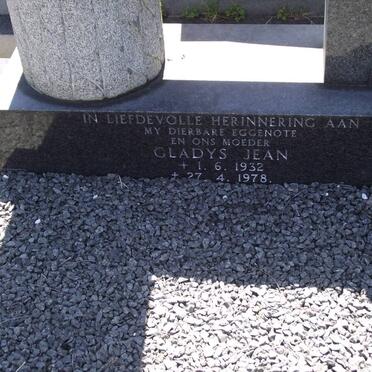 IN LIEFDEVOLLE HERINNERING AAN
MY DIERBARE EGGENOTE
EN ONS MOEDER
GLADYS JEAN
+ 1. 6. 1932
+ 27. 4. 1978.